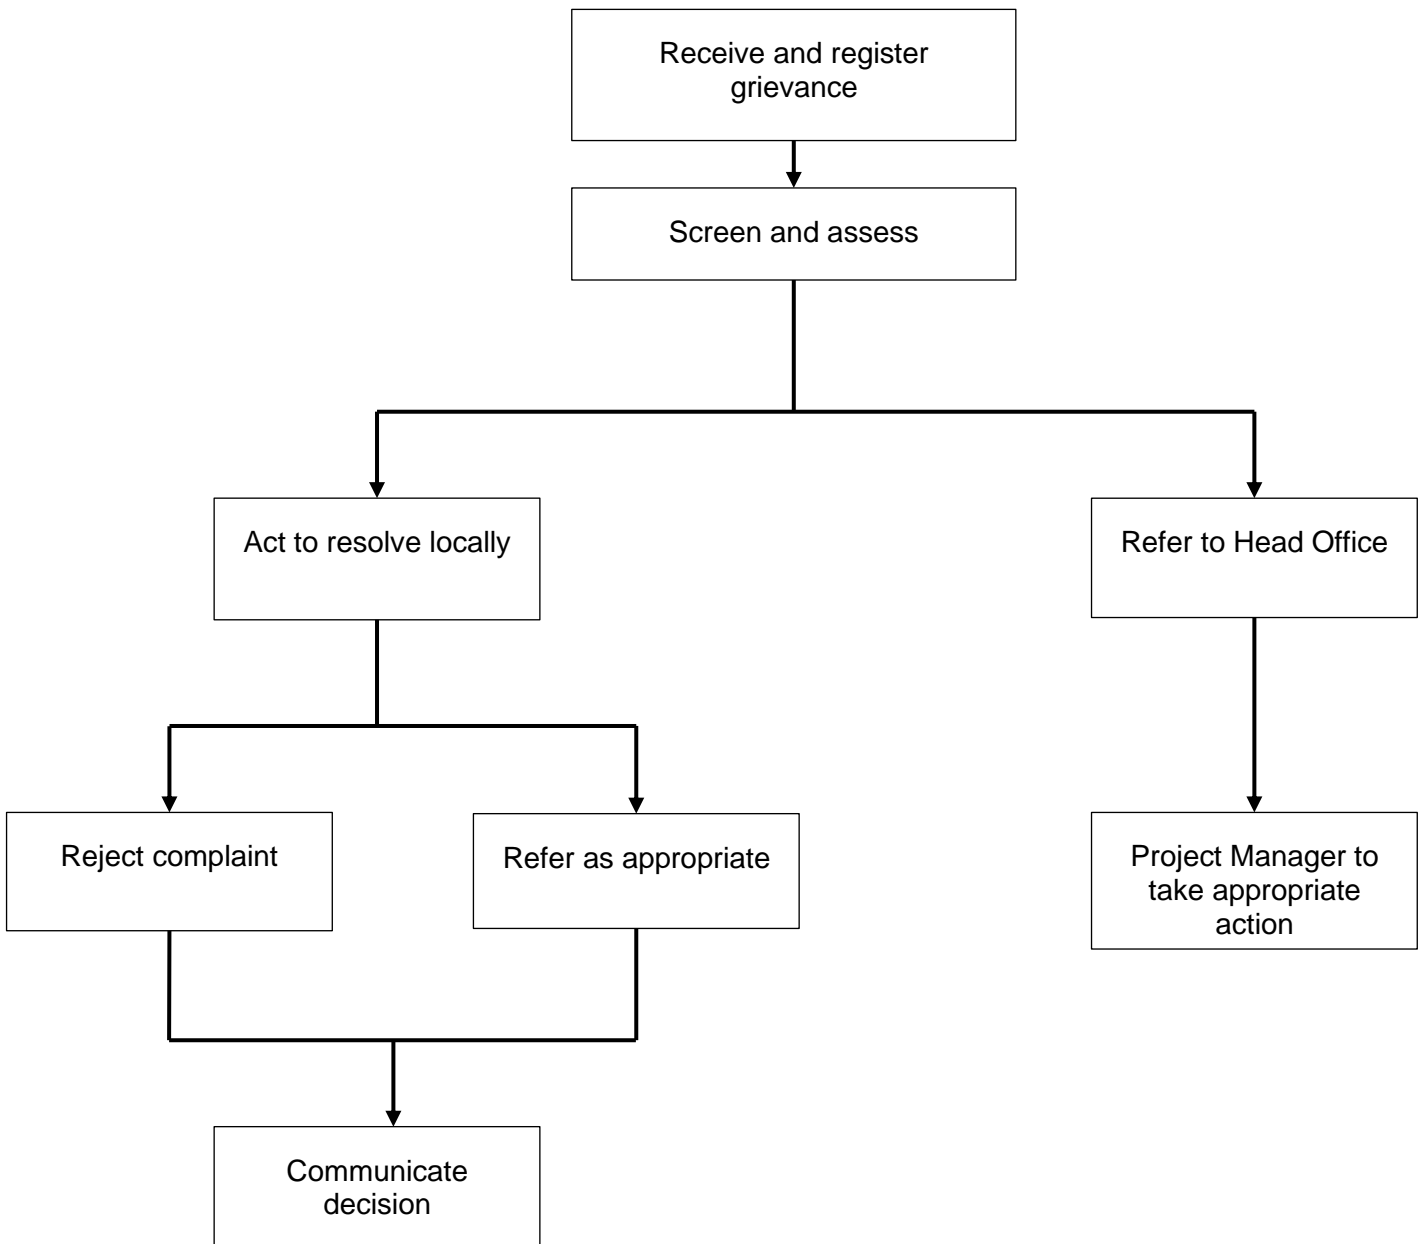 Receive and register
grievance
Screen and assess
Act to resolve locally
Refer to Head Office
Reject complaint
Refer as appropriate
Project Manager to
take appropriate
action
Communicate
decision